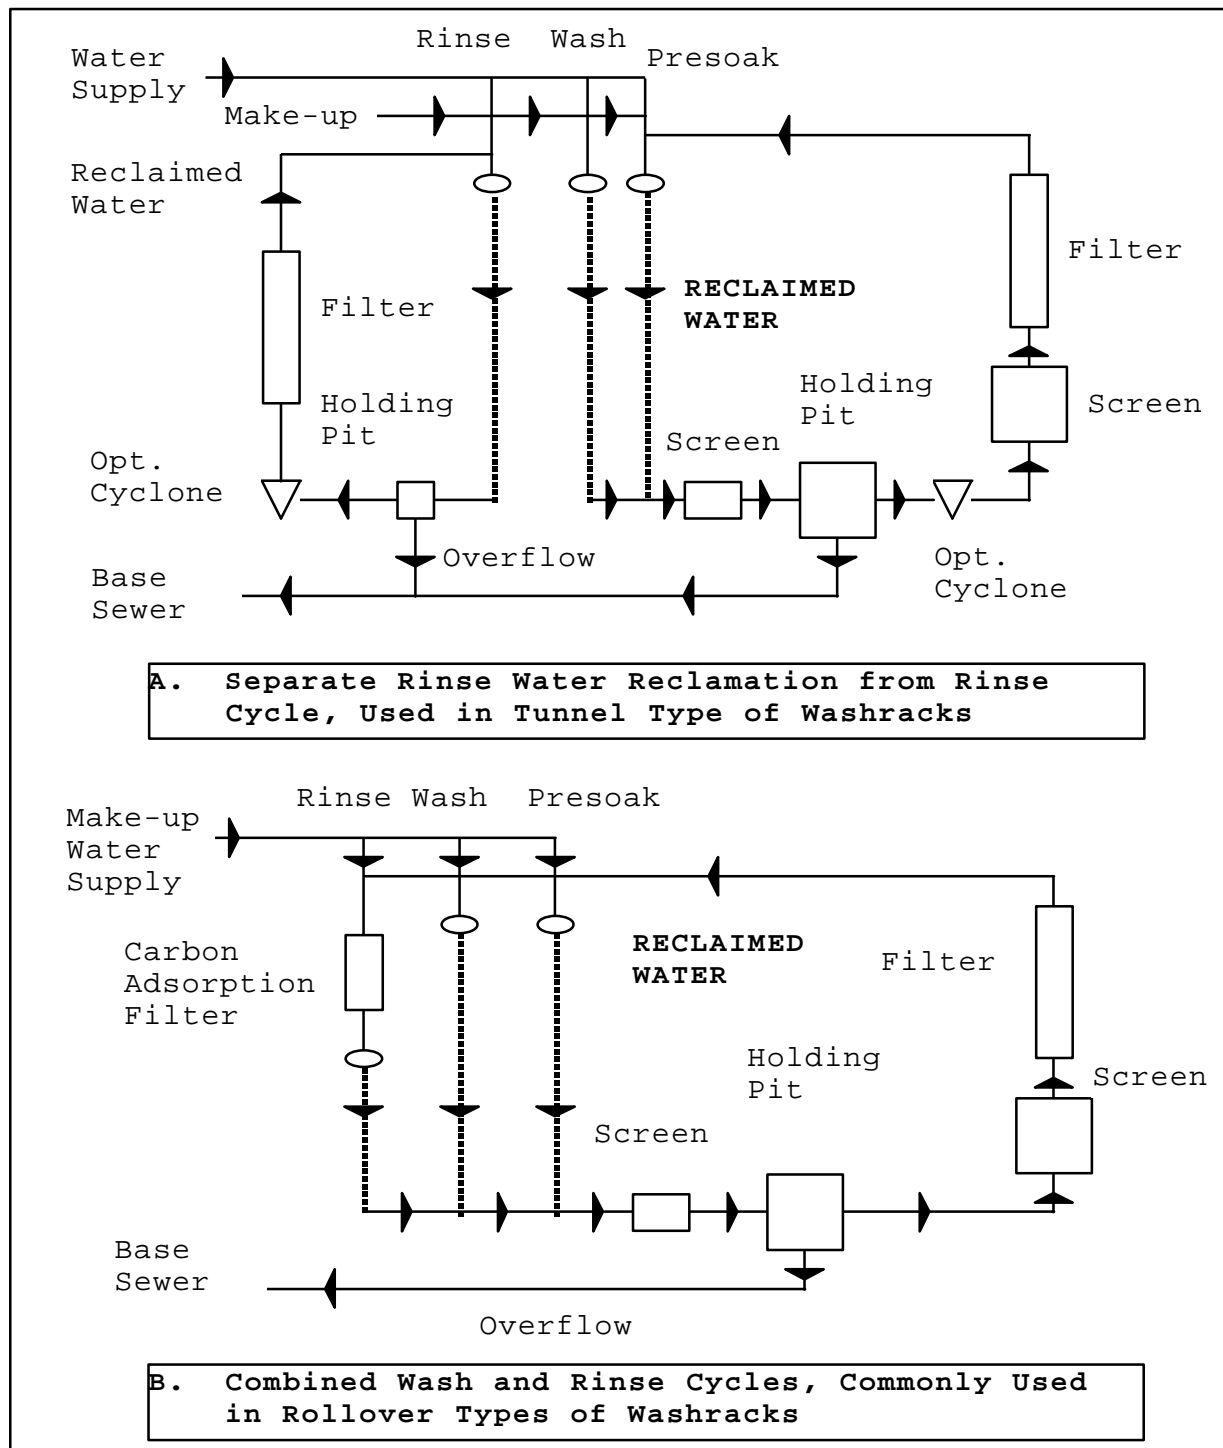 Rinse Wash
Presoak
Water
Supply
Make-up
Reclaimed
Water
Filter
Filter
RECLAIMED
WATER
Holding
Pit
Holding
Pit
Screen
Screen
Opt.
Cyclone
Overflow
Opt.
Cyclone
Base
Sewer
A. Separate Rinse Water Reclamation from Rinse
Cycle, Used in Tunnel Type of Washracks
Rinse Wash Presoak
Make-up
Water
Supply
Carbon
Adsorption
Filter
RECLAIMED
WATER
Filter
Holding
Pit
Screen
Screen
Base
Sewer
Overflow
B. Combined Wash and Rinse Cycles, Commonly Used
in Rollover Types of Washracks